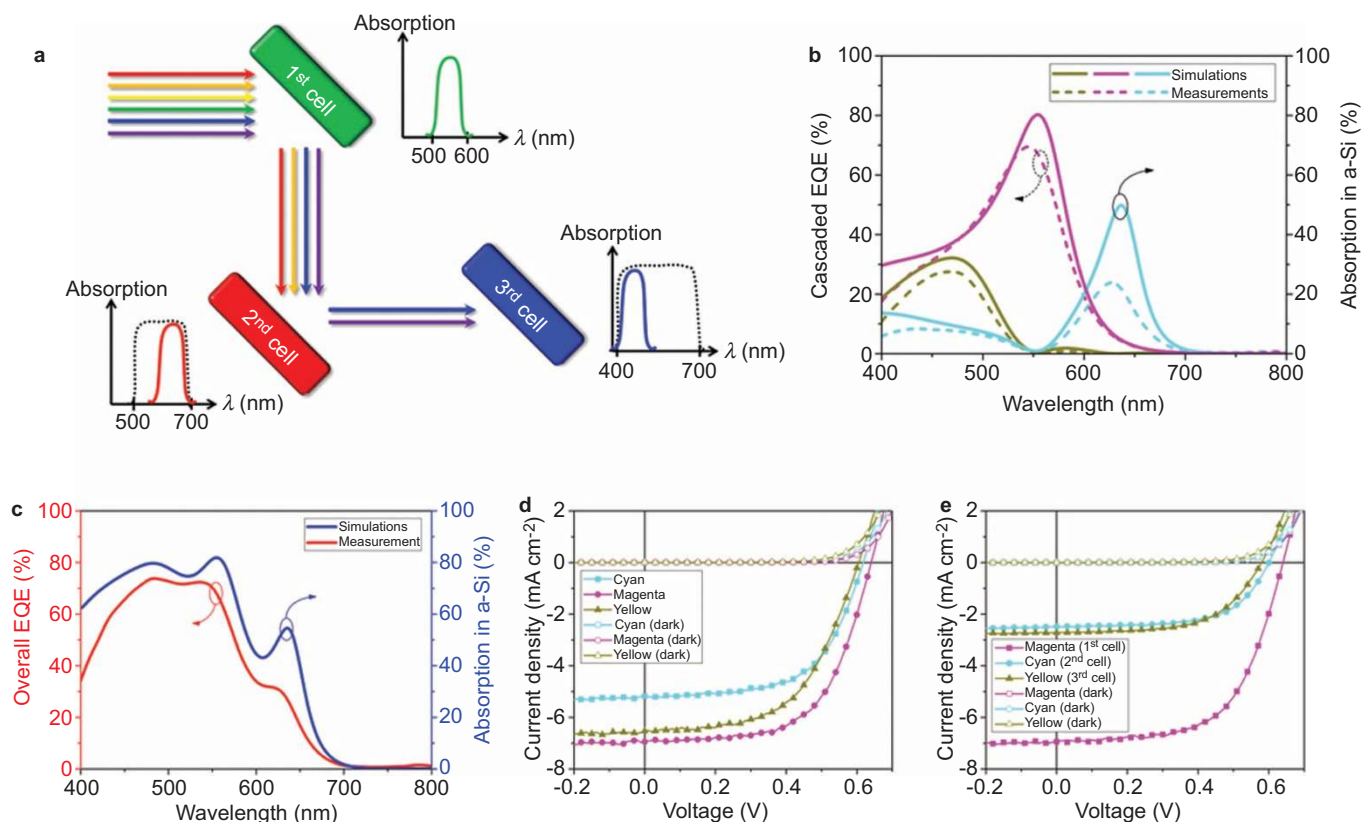 a
Absorption
1st cell
λ (nm)
500 600
Absorption
2nd cell
λ (nm)
500 700
Absorption
3rd cell
λ (nm)
400 700
b
100
80
60
40
20
0
Cascaded EQE (%)
Simulations
Measurements
100
80
60
40
20
0
Absorption in a-Si (%)
400 500 600 700 800
Wavelength (nm)
c
100
80
60
40
20
0
Overall EQE (%)
Simulations
Measurement
100
80
60
40
20
0
Absorption in a-Si (%)
400 500 600 700 800
Wavelength (nm)
d
2
0
-2
-4
-6
-8
Current density (mA cm-2)
Cyan
Magenta
Yellow
Cyan (dark)
Magenta (dark)
Yellow (dark)
-0.2 0.0 0.2 0.4 0.6
Voltage (V)
e
2
0
-2
-4
-6
-8
Current density (mA cm-2)
Magenta (1st cell)
Cyan (2nd cell)
Yellow (3rd cell)
Magenta (dark)
Cyan (dark)
Yellow (dark)
-0.2 0.0 0.2 0.4 0.6
Voltage (V)